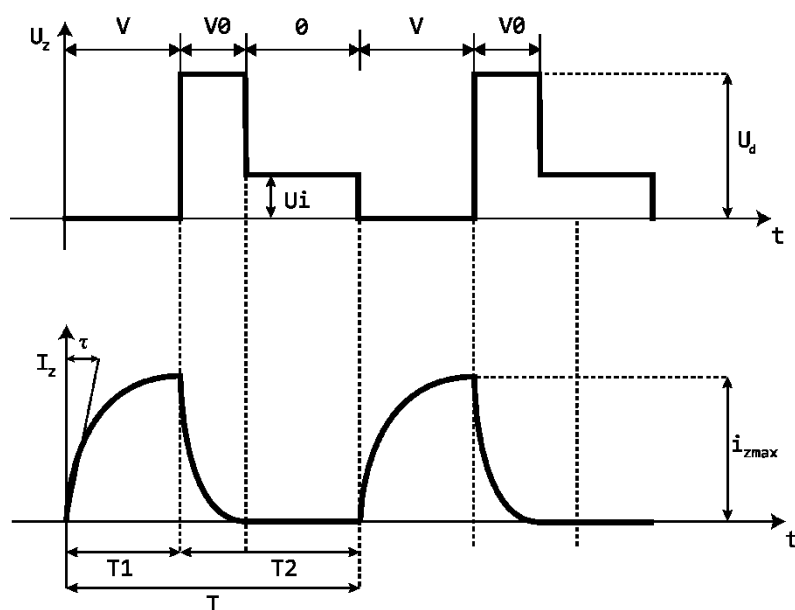 V V0 0 V V0
U_z
U_d
Ui
t
τ
I_z
i_zmax
t
T1 T2
T